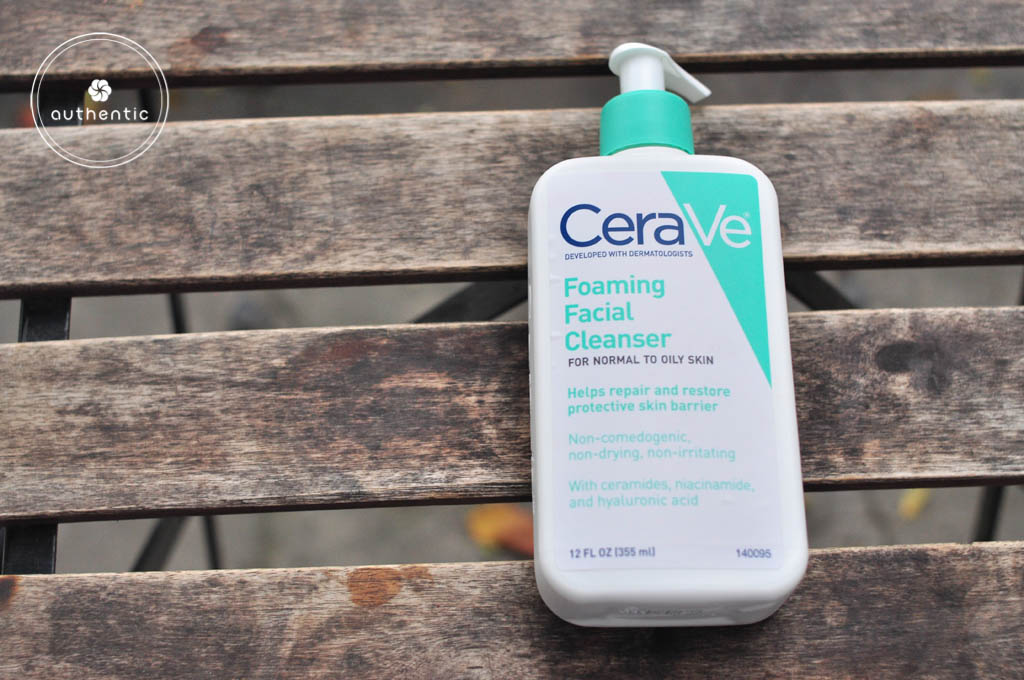 authentic
CeraVe®
DEVELOPED WITH DERMATOLOGISTS
Foaming
Facial
Cleanser
FOR NORMAL TO OILY SKIN
Helps repair and restore
protective skin barrier
Non-comedogenic,
non-drying, non-irritating
With ceramides, niacinamide,
and hyaluronic acid
12 FL OZ (355 ml) 140095